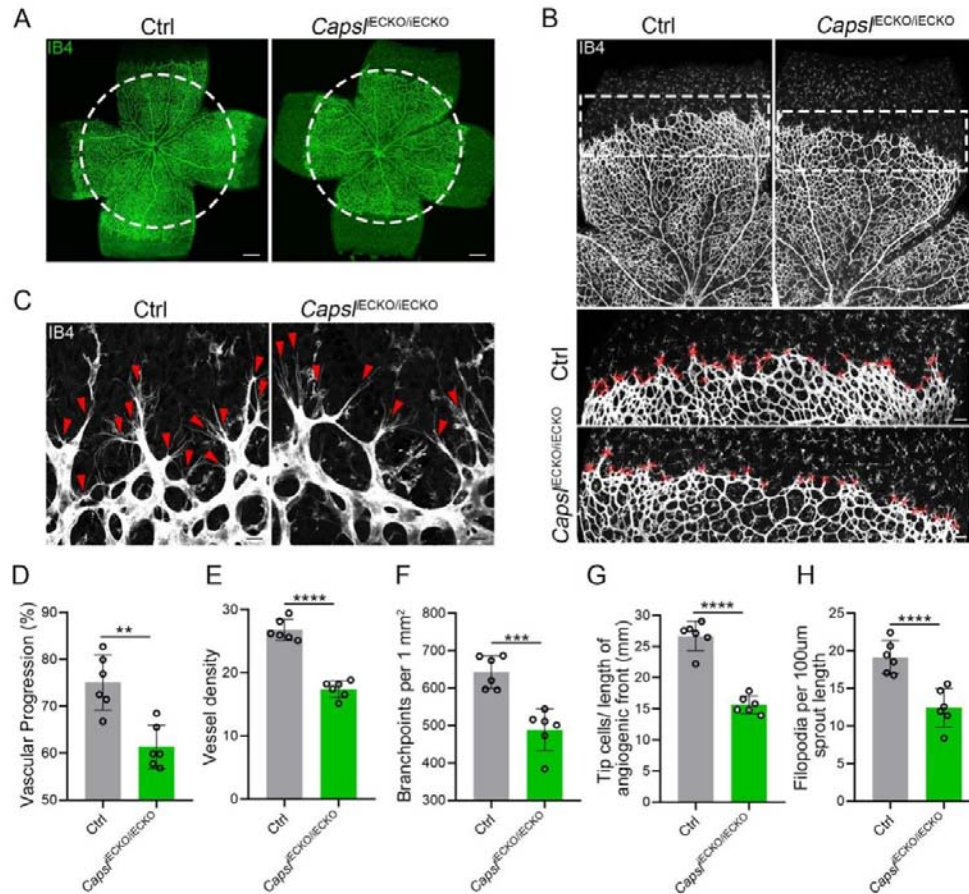 A
Ctrl
Capsl^iECKO/iECKO
IB4
B
Ctrl
Capsl^iECKO/iECKO
IB4
C
Ctrl
Capsl^iECKO/iECKO
IB4
Ctrl
Capsl^iECKO/iECKO
D
Vascular Progression (%)
90
80
70
60
50
**
Ctrl
Capsl^iECKO/iECKO
E
Vessel density
30
20
10
0
****
Ctrl
Capsl^iECKO/iECKO
F
Branchpoints per 1 mm²
800
700
600
500
400
300
***
Ctrl
Capsl^iECKO/iECKO
G
Tip cells/ length of
angiogenic front (mm)
30
25
20
15
10
5
0
****
Ctrl
Capsl^iECKO/iECKO
H
Filopodia per 100um
sprout length
25
20
15
10
5
0
****
Ctrl
Capsl^iECKO/iECKO